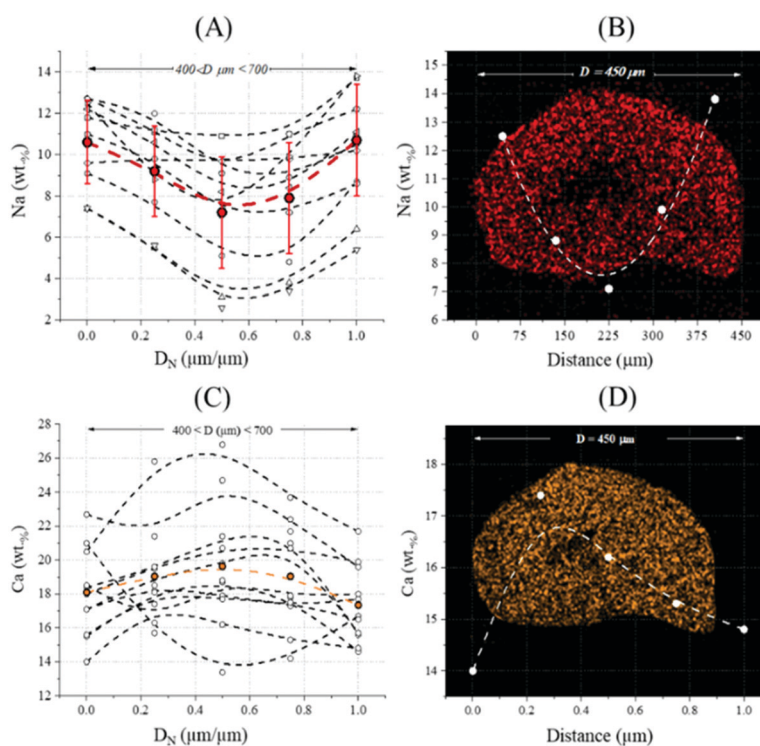 (A)
400<D μm<700
Na (wt.%)
14
12
10
8
6
4
2
0.0 0.2 0.4 0.6 0.8 1.0
D_N (μm/μm)
(B)
D = 450 μm
Na (wt.%)
15
14
13
12
11
10
9
8
7
6
0 75 150 225 300 375 450
Distance (μm)
(C)
400 < D (μm) < 700
Ca (wt.%)
28
26
24
22
20
18
16
14
12
0.0 0.2 0.4 0.6 0.8 1.0
D_N (μm/μm)
(D)
D = 450 μm
Ca (wt.%)
18
17
16
15
14
0.0 0.2 0.4 0.6 0.8 1.0
Distance (μm)